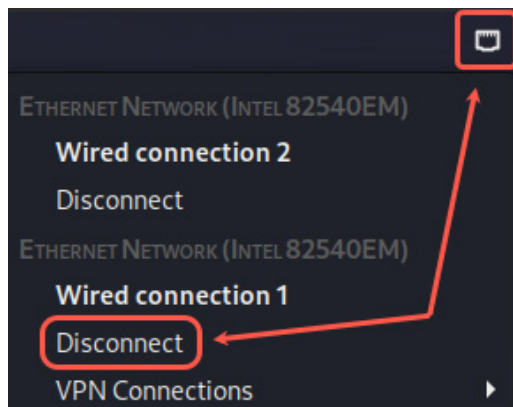 Ethernet Network (Intel 82540EM)
Wired connection 2
Disconnect
Ethernet Network (Intel 82540EM)
Wired connection 1
Disconnect
VPN Connections